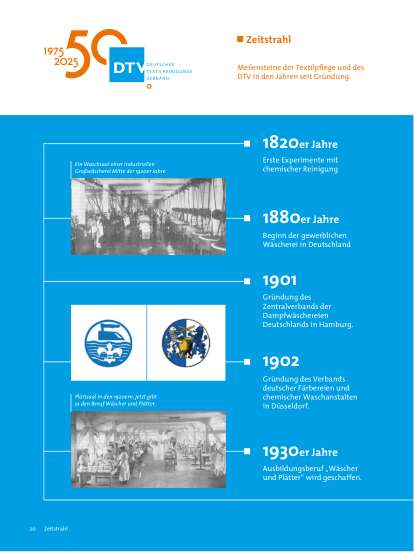 1975
2025
50
DTV
DEUTSCHER
TEXTILREINIGUNGS
VERBAND
Zeitstrahl
Meilensteine der Textilpflege und des
DTV in den Jahren seit Gründung.
1820er Jahre
Erste Experimente mit
chemischer Reinigung
Ein Waschsaal einer industriellen
Großwäscherei Mitte der 1920er Jahre
1880er Jahre
Beginn der gewerblichen
Wäscherei in Deutschland
1901
Gründung des
Zentralverbands der
Dampfwäschereien
Deutschlands in Hamburg.
1902
Gründung des Verbands
deutscher Färbereien und
chemischer Waschanstalten
in Düsseldorf.
Plättsaal in den 1920ern. Jetzt gibt
es den Beruf Wäscher und Plätter.
1930er Jahre
Ausbildungsberuf „Wäscher
und Plätter“ wird geschaffen.
20 Zeitstrahl